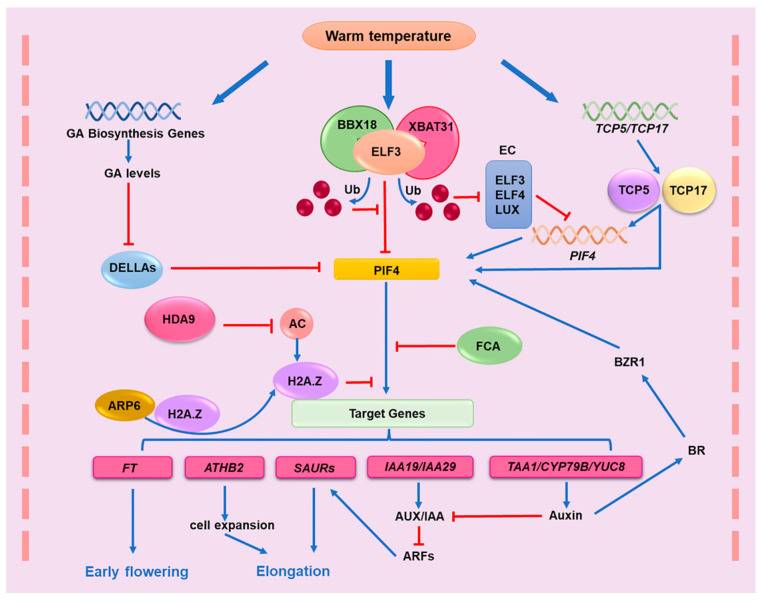 Warm temperature
GA Biosynthesis Genes
GA levels
DELLAs
BBX18
XBAT31
ELF3
Ub
Ub
EC
ELF3
ELF4
LUX
TCP5/TCP17
TCP5
TCP17
PIF4
PIF4
HDA9
AC
FCA
H2A.Z
ARP6
H2A.Z
BZR1
Target Genes
BR
FT
ATHB2
SAURs
IAA19/IAA29
TAA1/CYP79B/YUC8
cell expansion
AUX/IAA
Auxin
ARFs
Early flowering
Elongation